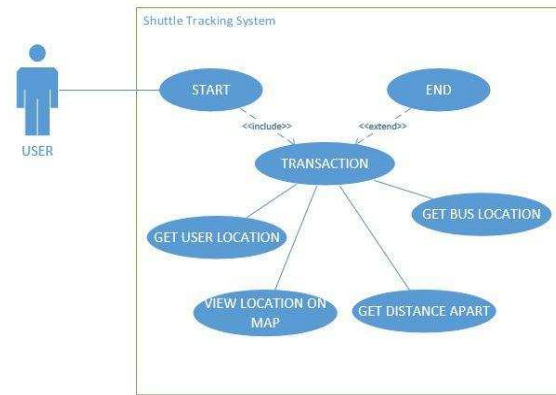 Shuttle Tracking System
START
END
<<include>>
<<extend>>
USER
TRANSACTION
GET BUS LOCATION
GET USER LOCATION
VIEW LOCATION ON
MAP
GET DISTANCE APART